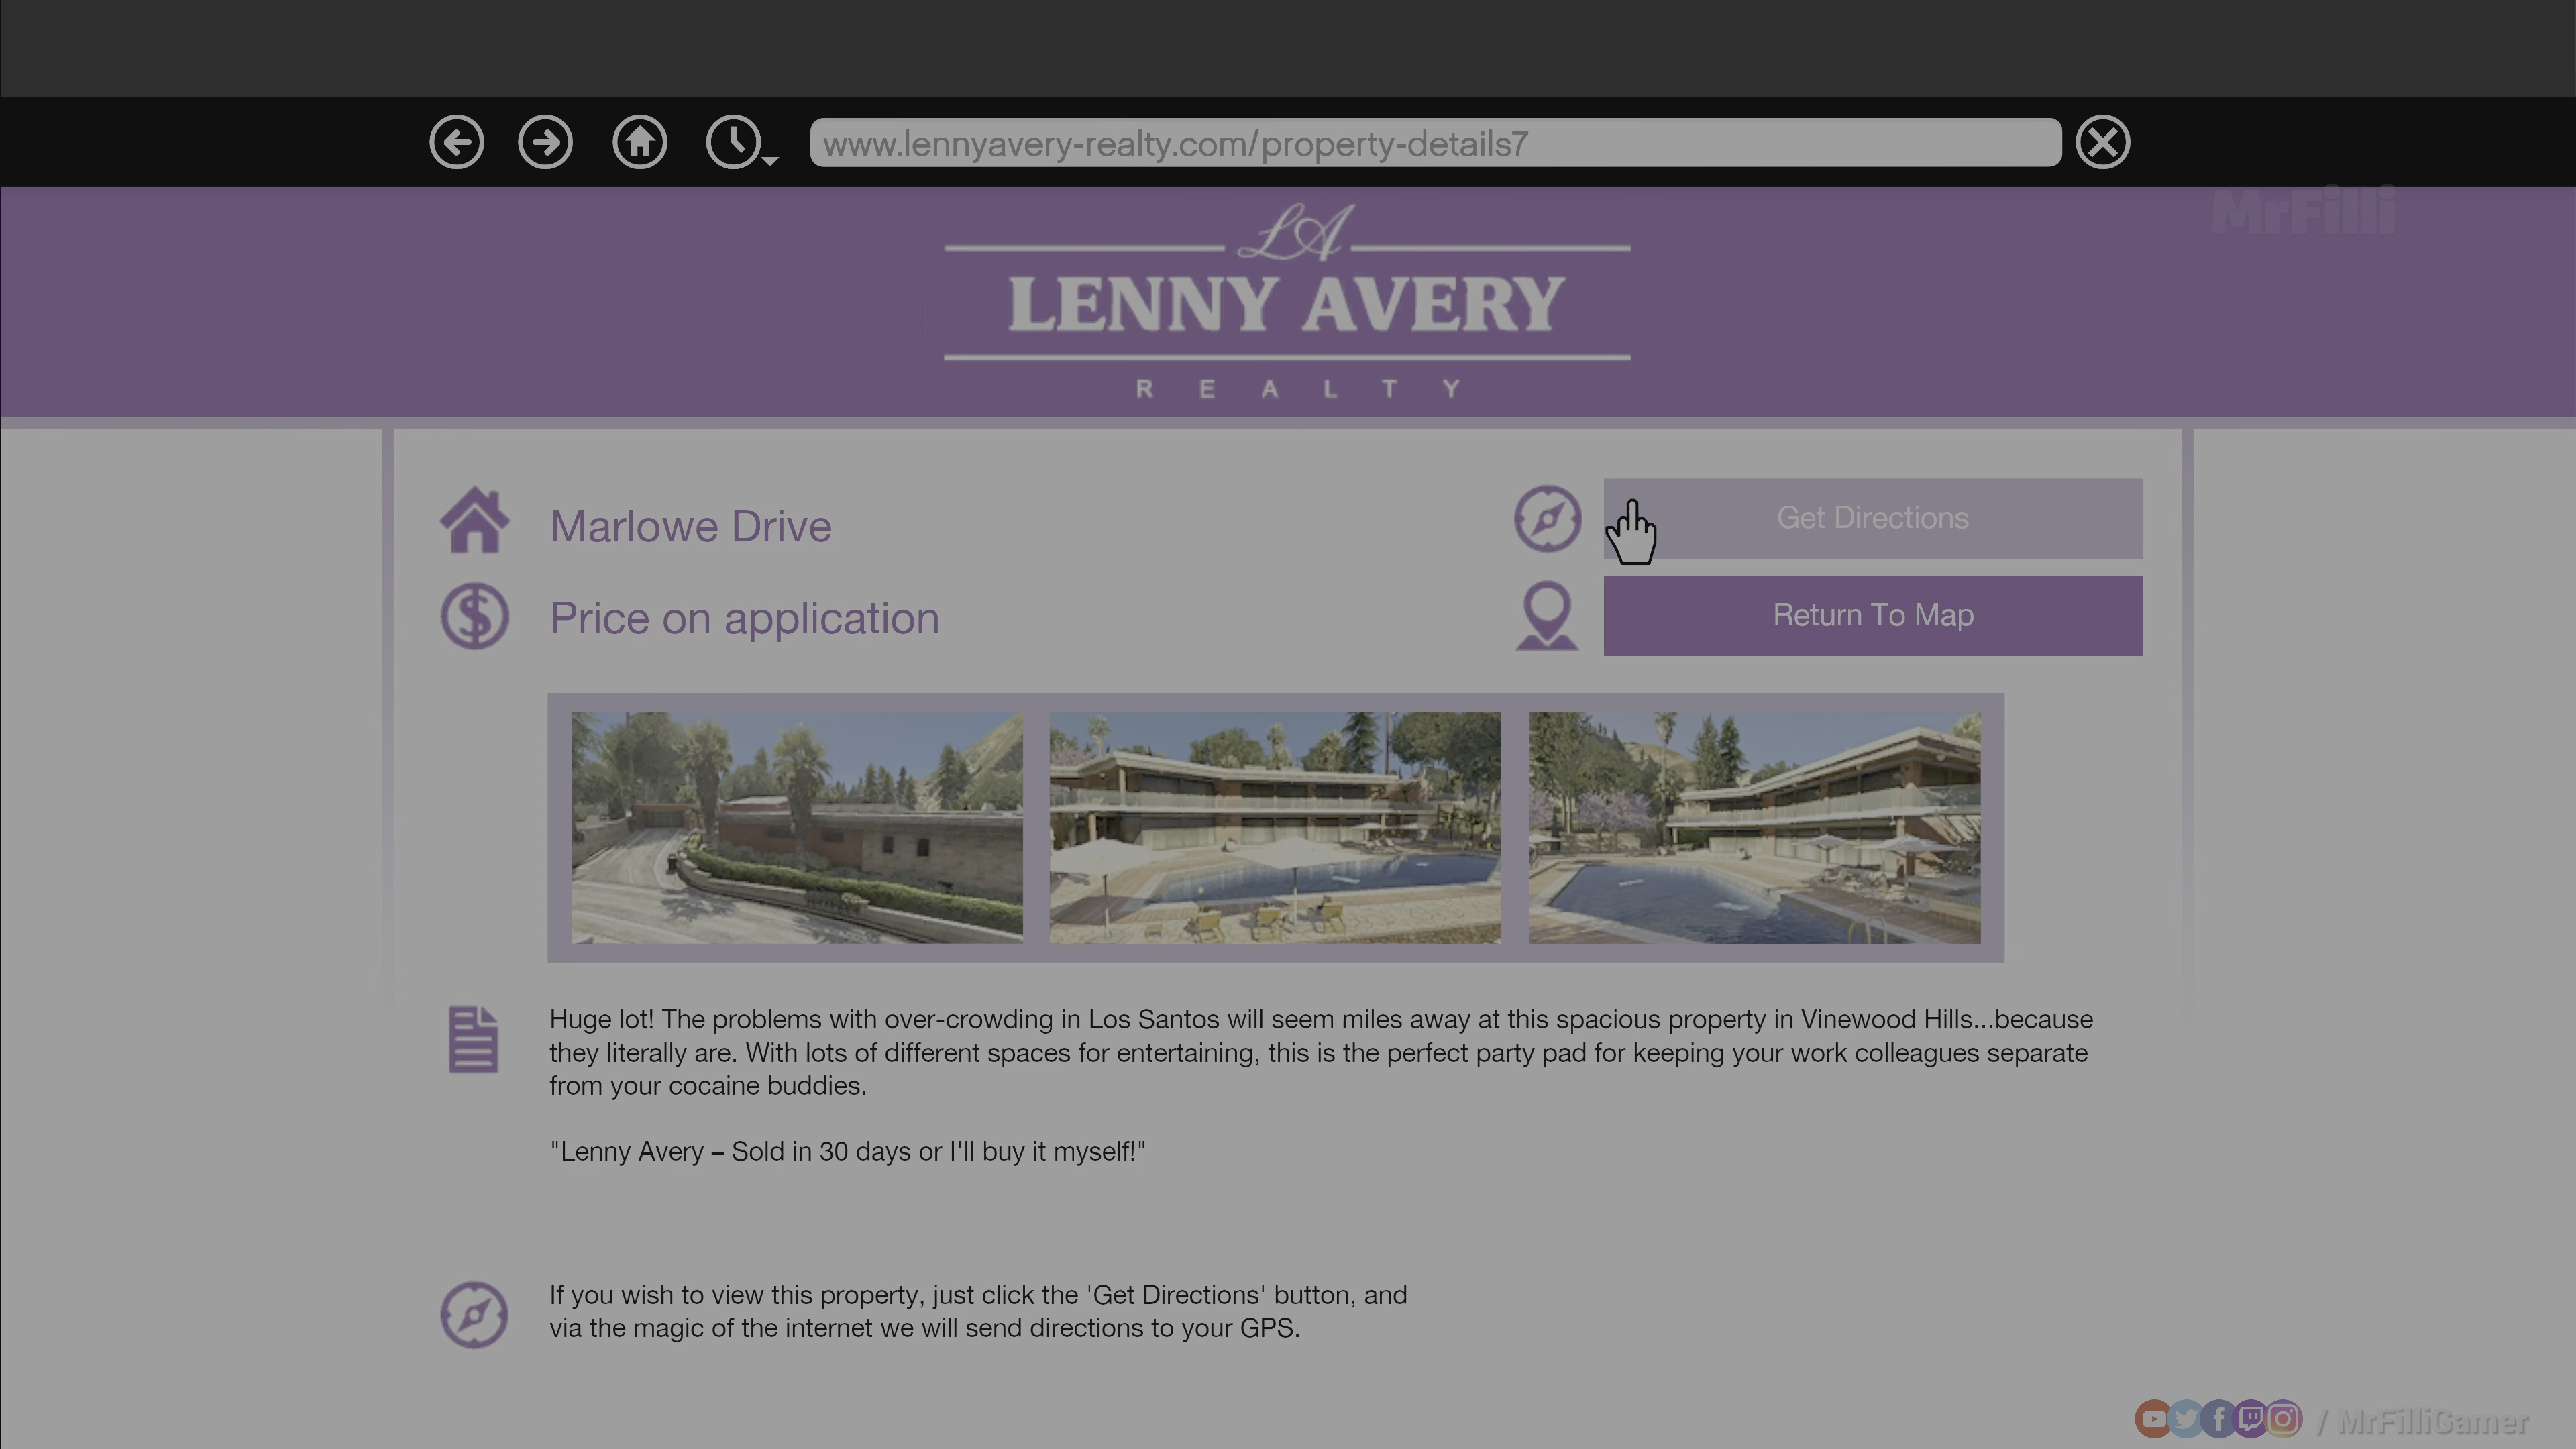 www.lennyavery-realty.com/property-details7
MrFilli
LA
LENNY AVERY
REALTY
Marlowe Drive
Get Directions
Price on application
Return To Map
Huge lot! The problems with over-crowding in Los Santos will seem miles away at this spacious property in Vinewood Hills...because
they literally are. With lots of different spaces for entertaining, this is the perfect party pad for keeping your work colleagues separate
from your cocaine buddies.
"Lenny Avery – Sold in 30 days or I'll buy it myself!"
If you wish to view this property, just click the 'Get Directions' button, and
via the magic of the internet we will send directions to your GPS.
/ MrFilliGamer